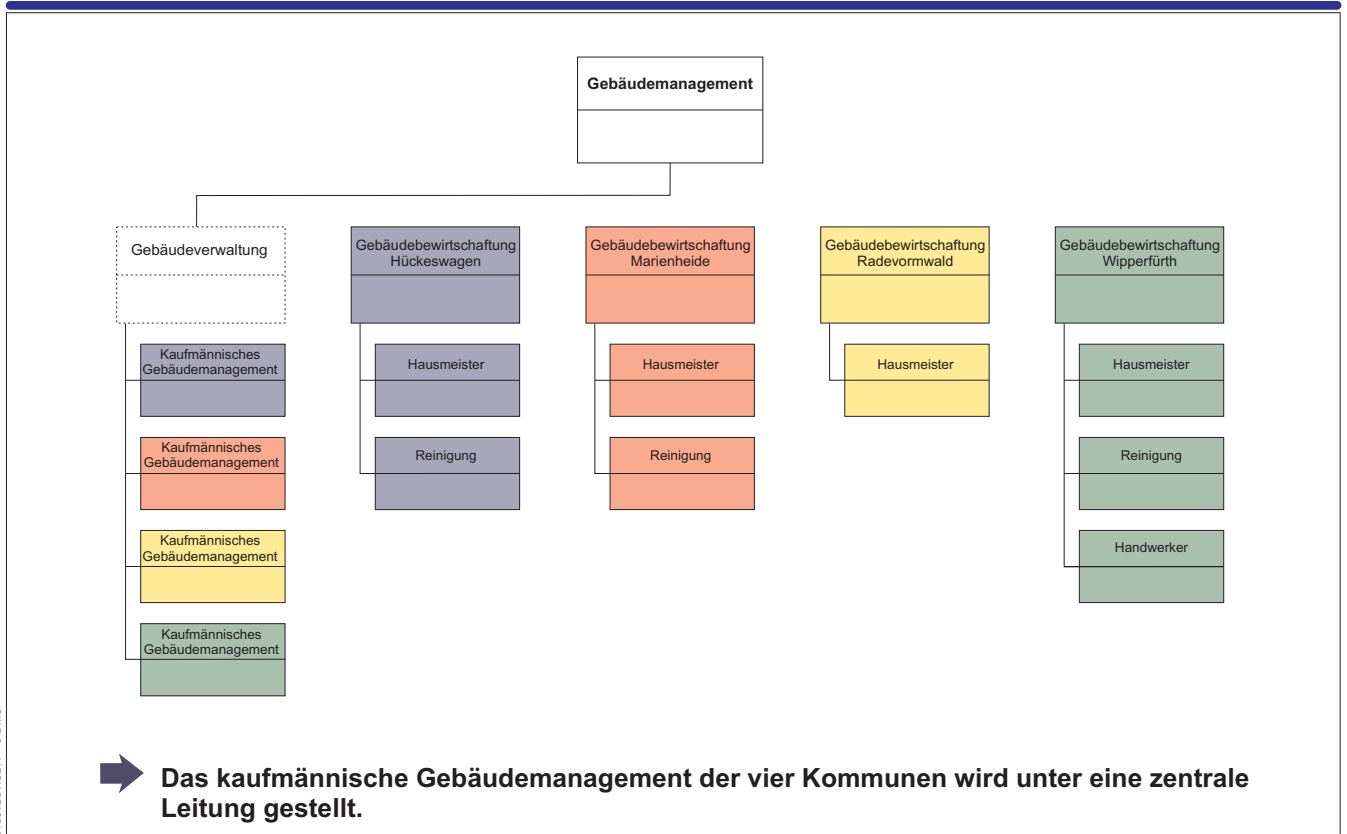 Gebäudemanagement
Gebäudeverwaltung
Kaufmännisches
Gebäudemanagement
Kaufmännisches
Gebäudemanagement
Kaufmännisches
Gebäudemanagement
Kaufmännisches
Gebäudemanagement
Gebäudebewirtschaftung
Hückeswagen
Hausmeister
Reinigung
Gebäudebewirtschaftung
Marienheide
Hausmeister
Reinigung
Gebäudebewirtschaftung
Radevormwald
Hausmeister
Gebäudebewirtschaftung
Wipperfürth
Hausmeister
Reinigung
Handwerker
Das kaufmännische Gebäudemanagement der vier Kommunen wird unter eine zentrale
Leitung gestellt.